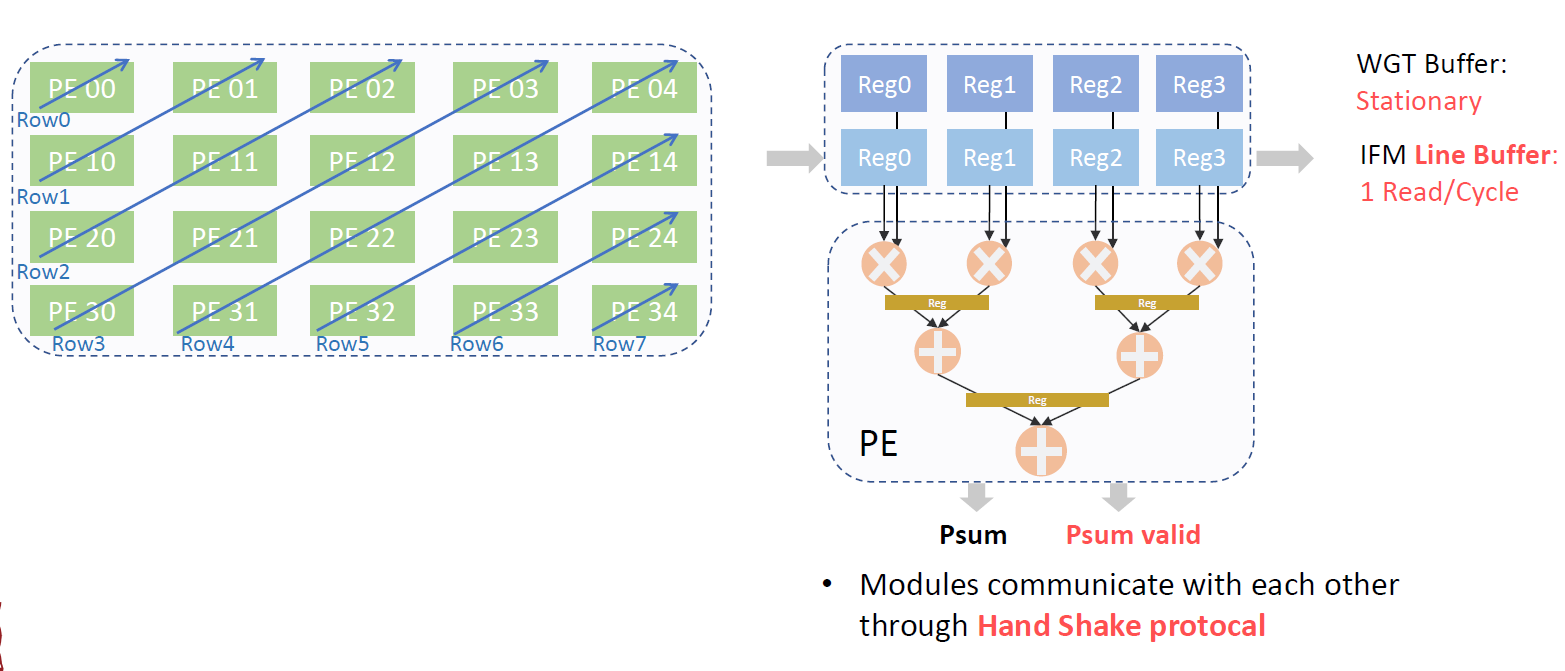 PE 00 PE 01 PE 02 PE 03 PE 04
Row0
PE 10 PE 11 PE 12 PE 13 PE 14
Row1
PE 20 PE 21 PE 22 PE 23 PE 24
Row2
PE 30 PE 31 PE 32 PE 33 PE 34
Row3 Row4 Row5 Row6 Row7
Reg0 Reg1 Reg2 Reg3
Reg0 Reg1 Reg2 Reg3
WGT Buffer:
Stationary
IFM Line Buffer:
1 Read/Cycle
Reg Reg
Reg
PE
Psum Psum valid
• Modules communicate with each other
through Hand Shake protocal